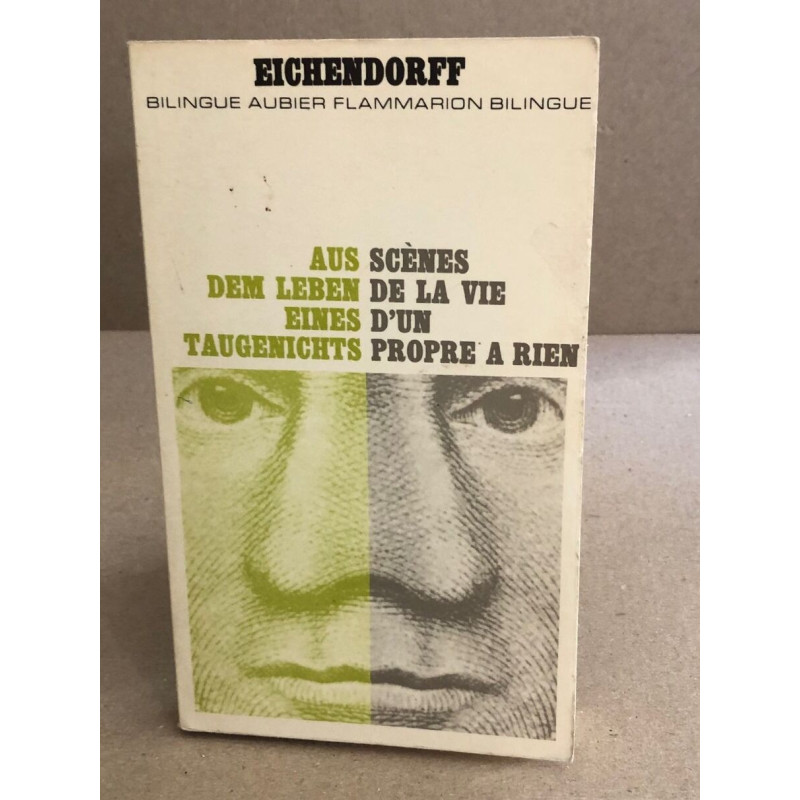 EICHENDORFF
BILINGUE AUBIER FLAMMARION BILINGUE
AUS
DEM LEBEN
EINES
TAUGENICHTS
SCÈNES
DE LA VIE
D'UN
PROPRE A RIEN